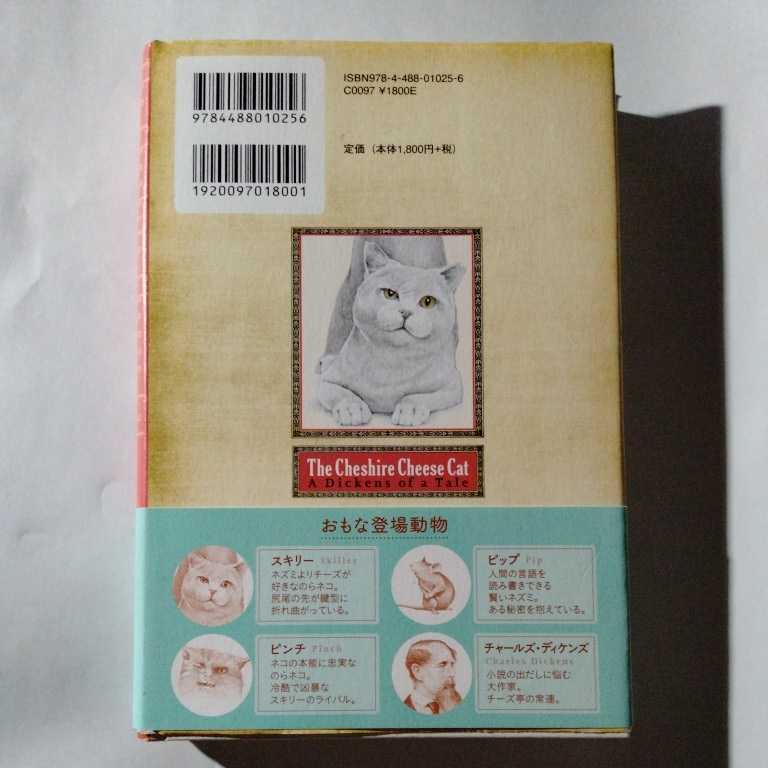 ISBN978-4-488-01025-6
C0097 ¥1800E
9784488010256
定価（本体1,800円+税）
1920097018001
The Cheshire Cheese Cat
A Dickens of a Tale
おもな登場動物
スキリー Skilley
ネズミよりチーズが
好きなのらネコ。
尻尾の先が鍵型に
折れ曲がっている。
ピップ Pip
人間の言語を
読み書きできる
賢いネズミ。
ある秘密を抱えている。
ピンチ Pinch
ネコの本能に忠実な
のらネコ。
冷酷で凶暴な
スキリーのライバル。
チャールズ・ディケンズ
Charles Dickens
小説の出だしに悩む
大作家。
チーズ亭の常連。